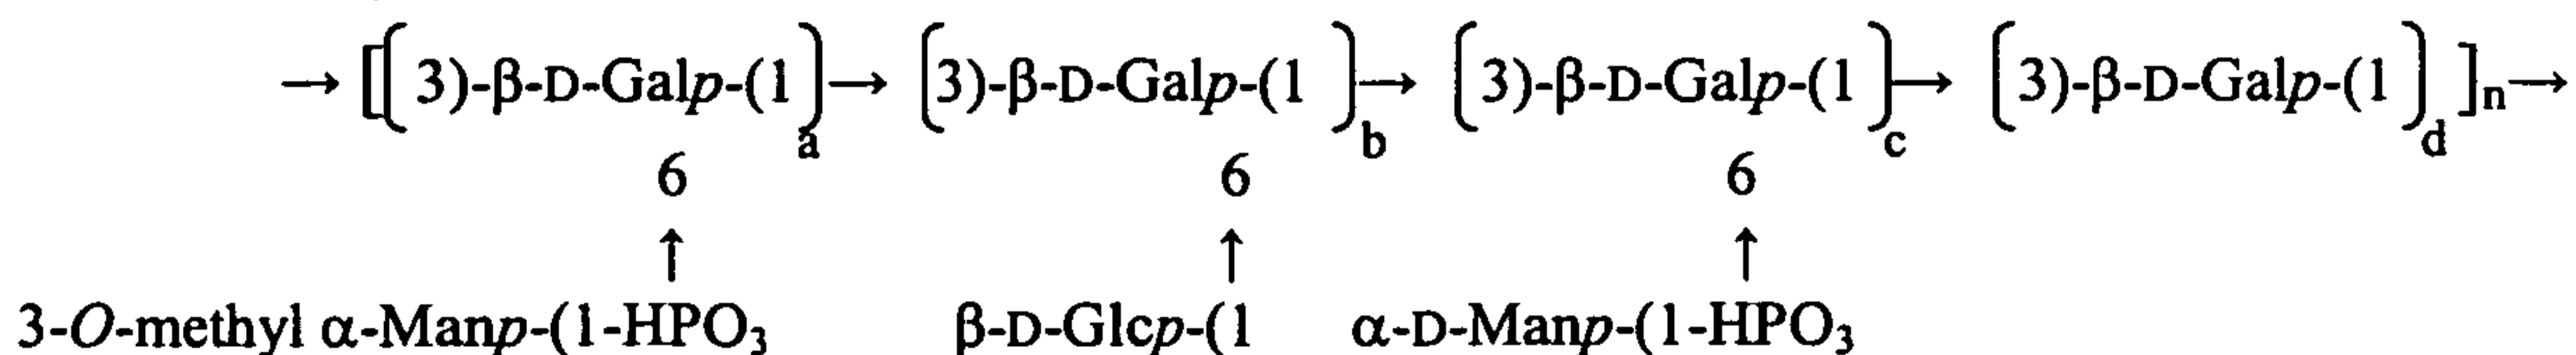 → [( 3)-β-D-Galp-(1 )a→ (3)-β-D-Galp-(1 )b→ (3)-β-D-Galp-(1 )c→ (3)-β-D-Galp-(1 )d ]n→
6 6 6
↑ ↑ ↑
3-O-methyl α-Manp-(1-HPO3 β-D-Glcp-(1 α-D-Manp-(1-HPO3